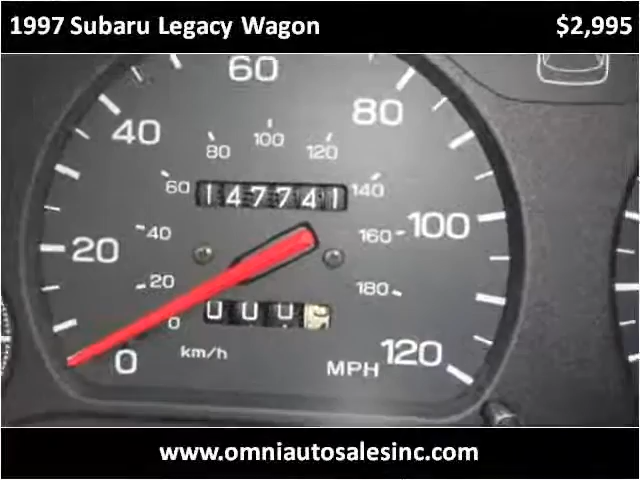 1997 Subaru Legacy Wagon $2,995
60
40 80
100
80 120
60 147741 140
40 160 100
20
20 180
0 000
0 km/h MPH 120
www.omniautosalesinc.com